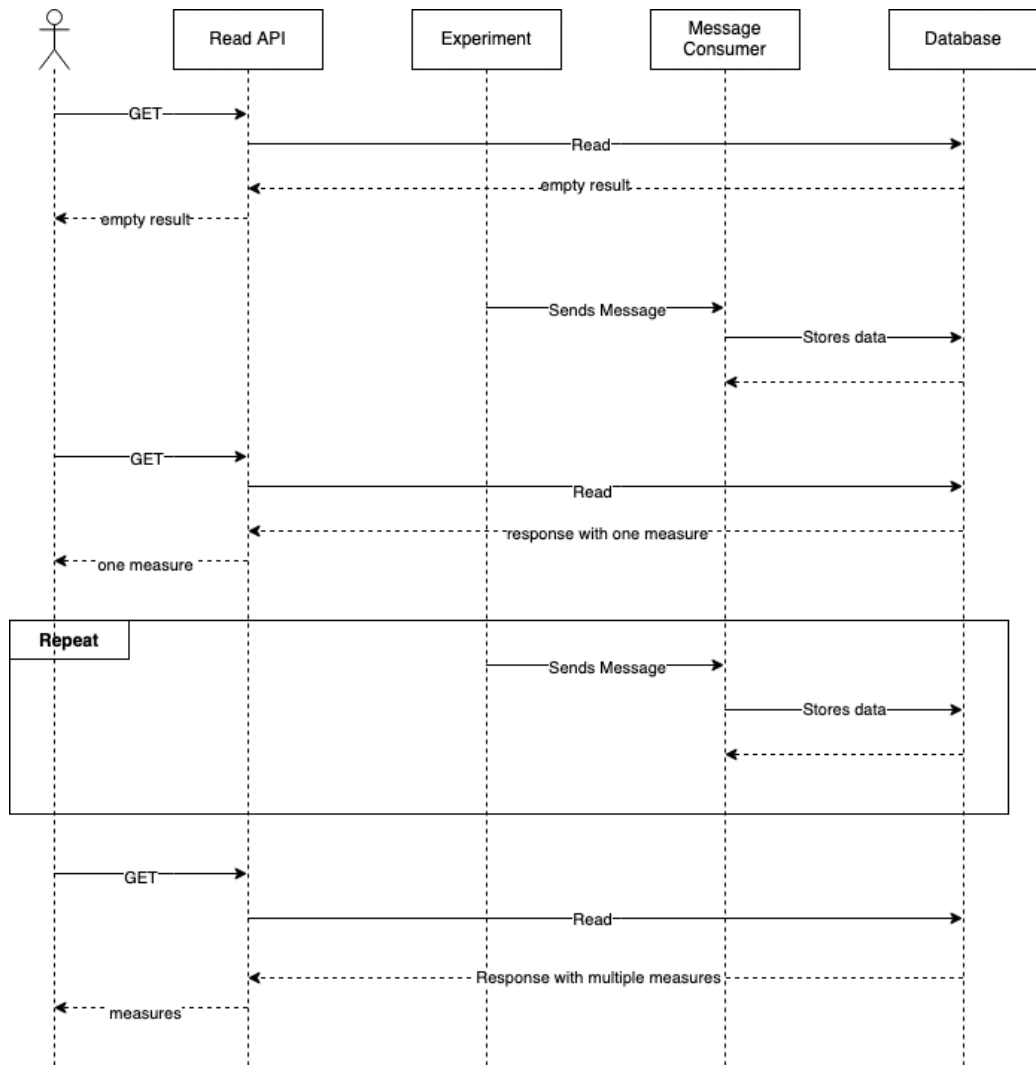 Read API
Experiment
Message
Consumer
Database
GET
Read
empty result
empty result
Sends Message
Stores data
GET
Read
response with one measure
one measure
Repeat
Sends Message
Stores data
GET
Read
Response with multiple measures
measures